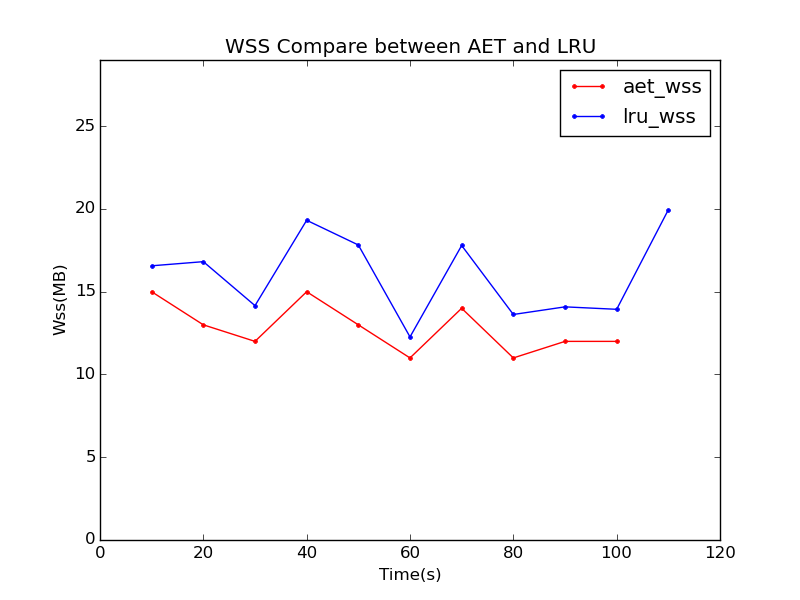 WSS Compare between AET and LRU
aet_wss
lru_wss
25
20
15
10
5
0
Wss(MB)
0 20 40 60 80 100 120
Time(s)